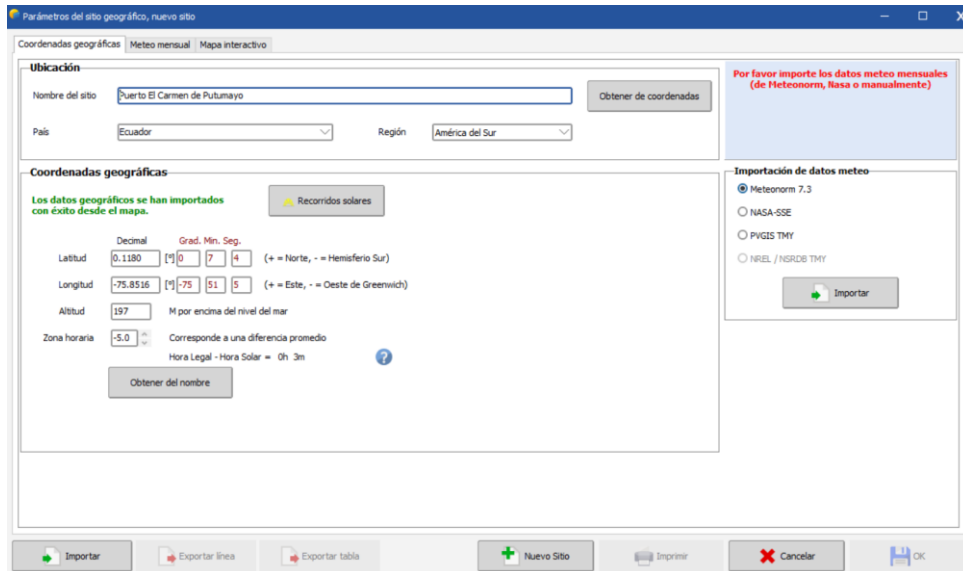 Parámetros del sitio geográfico, nuevo sitio
Coordenadas geográficas Meteo mensual Mapa interactivo
Ubicación
Nombre del sitio Puerto El Carmen de Putumayo Obtener de coordenadas
País Ecuador Región América del Sur
Por favor importe los datos meteo mensuales
(de Meteonorm, Nasa o manualmente)
Coordenadas geográficas
Los datos geográficos se han importados
con éxito desde el mapa.
Recorridos solares
Decimal Grad. Min. Seg.
Latitud 0.1180 [°] 0 7 4 (+ = Norte, - = Hemisferio Sur)
Longitud -75.8516 [°] -75 51 5 (+ = Este, - = Oeste de Greenwich)
Altitud 197 M por encima del nivel del mar
Zona horaria -5.0 Corresponde a una diferencia promedio
Hora Legal - Hora Solar = 0h 3m ?
Obtener del nombre
Importación de datos meteo
Meteonorm 7.3
NASA-SSE
PVGIS TMY
NREL / NSRDB TMY
Importar
Importar Exportar línea Exportar tabla Nuevo Sitio Imprimir Cancelar OK